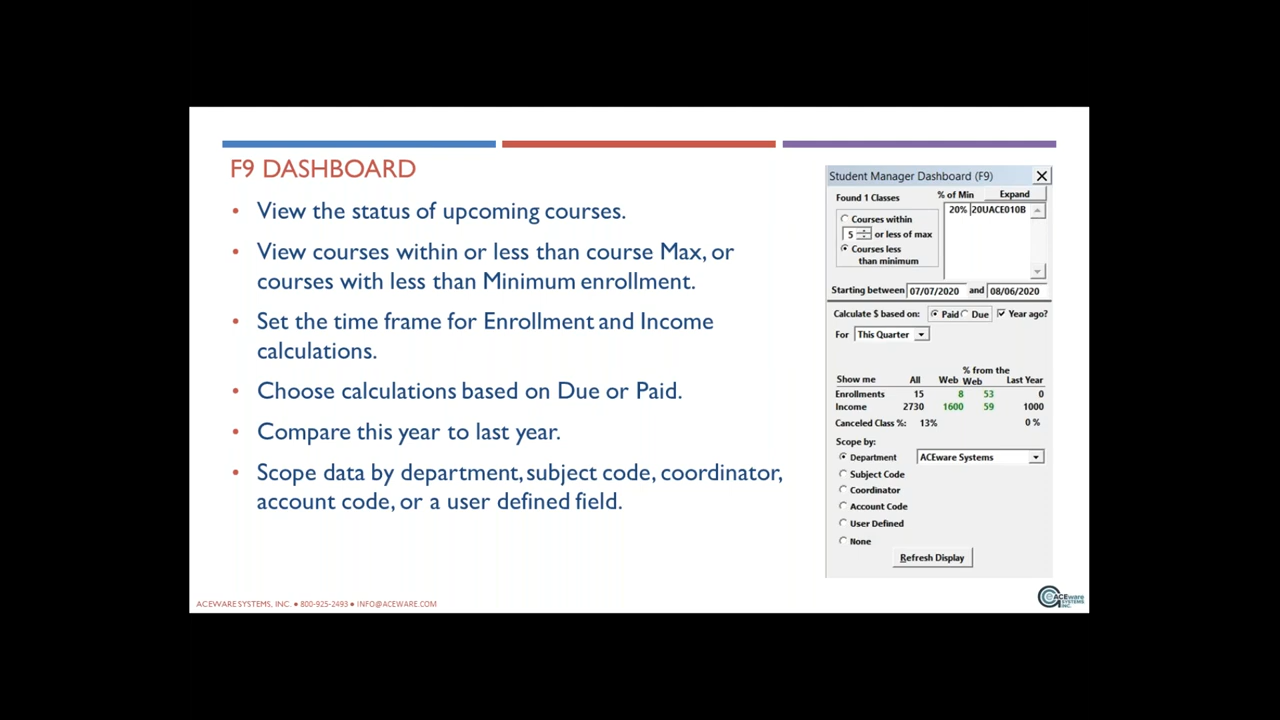 F9 DASHBOARD
• View the status of upcoming courses.
• View courses within or less than course Max, or
courses with less than Minimum enrollment.
• Set the time frame for Enrollment and Income
calculations.
• Choose calculations based on Due or Paid.
• Compare this year to last year.
• Scope data by department, subject code, coordinator,
account code, or a user defined field.
Student Manager Dashboard (F9)
Found 1 Classes
% of Min
Expand
20% 20UACE010B
Courses within
5 or less of max
Courses less
than minimum
Starting between 07/07/2020 and 08/06/2020
Calculate $ based on: Paid Due Year ago?
For This Quarter
Show me All Web % from the Web Last Year
Enrollments 15 8 53 0
Income 2730 1600 59 1000
Canceled Class %: 13% 0 %
Scope by:
Department ACEware Systems
Subject Code
Coordinator
Account Code
User Defined
None
Refresh Display
ACEWARE SYSTEMS, INC. • 800-925-2493 • INFO@ACEWARE.COM
ACEware
SYSTEMS
INC.